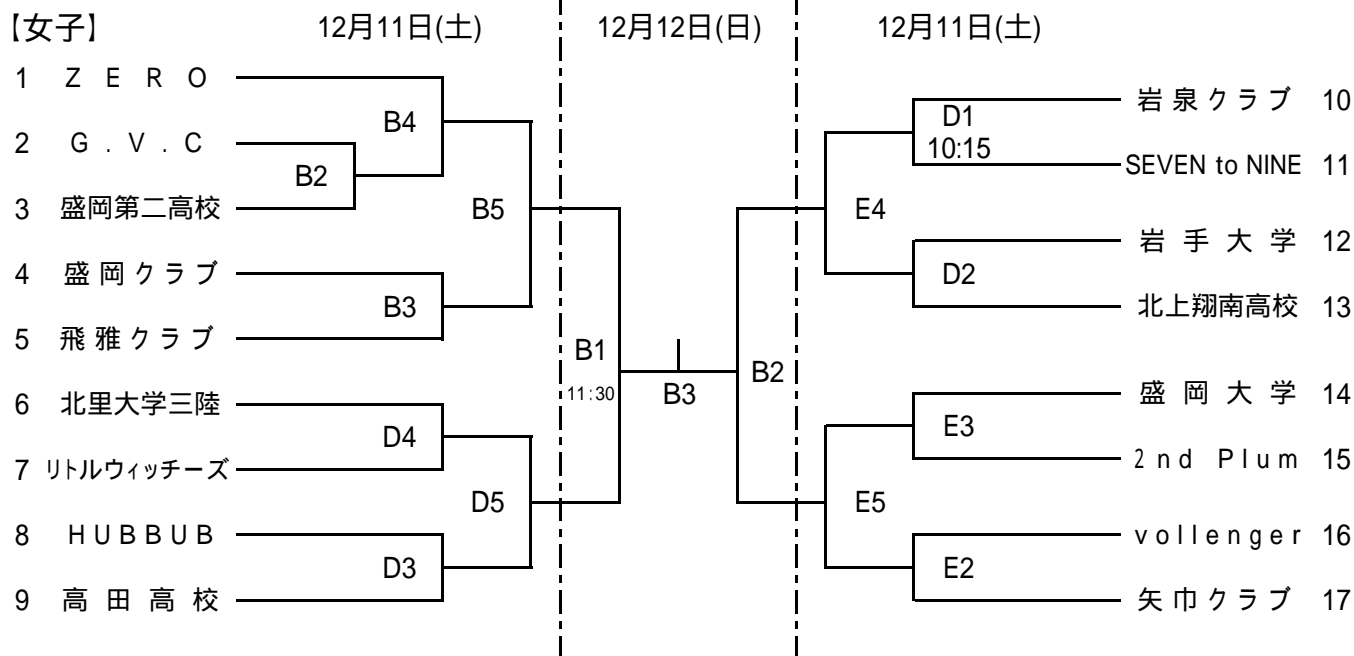 【女子】 12月11日(土) 12月12日(日) 12月11日(土)
1 ZERO
2 G.V.C
3 盛岡第二高校
4 盛岡クラブ
5 飛雅クラブ
6 北里大学三陸
7 リトルウィッチーズ
8 HUBBUB
9 高田高校
B4
B2
B5
B3
D4
D5
D3
B1
11:30
B3
B2
岩泉クラブ 10
SEVEN to NINE 11
岩手大学 12
北上翔南高校 13
盛岡大学 14
2nd Plum 15
vollenger 16
矢巾クラブ 17
D1
10:15
E4
D2
E3
E5
E2